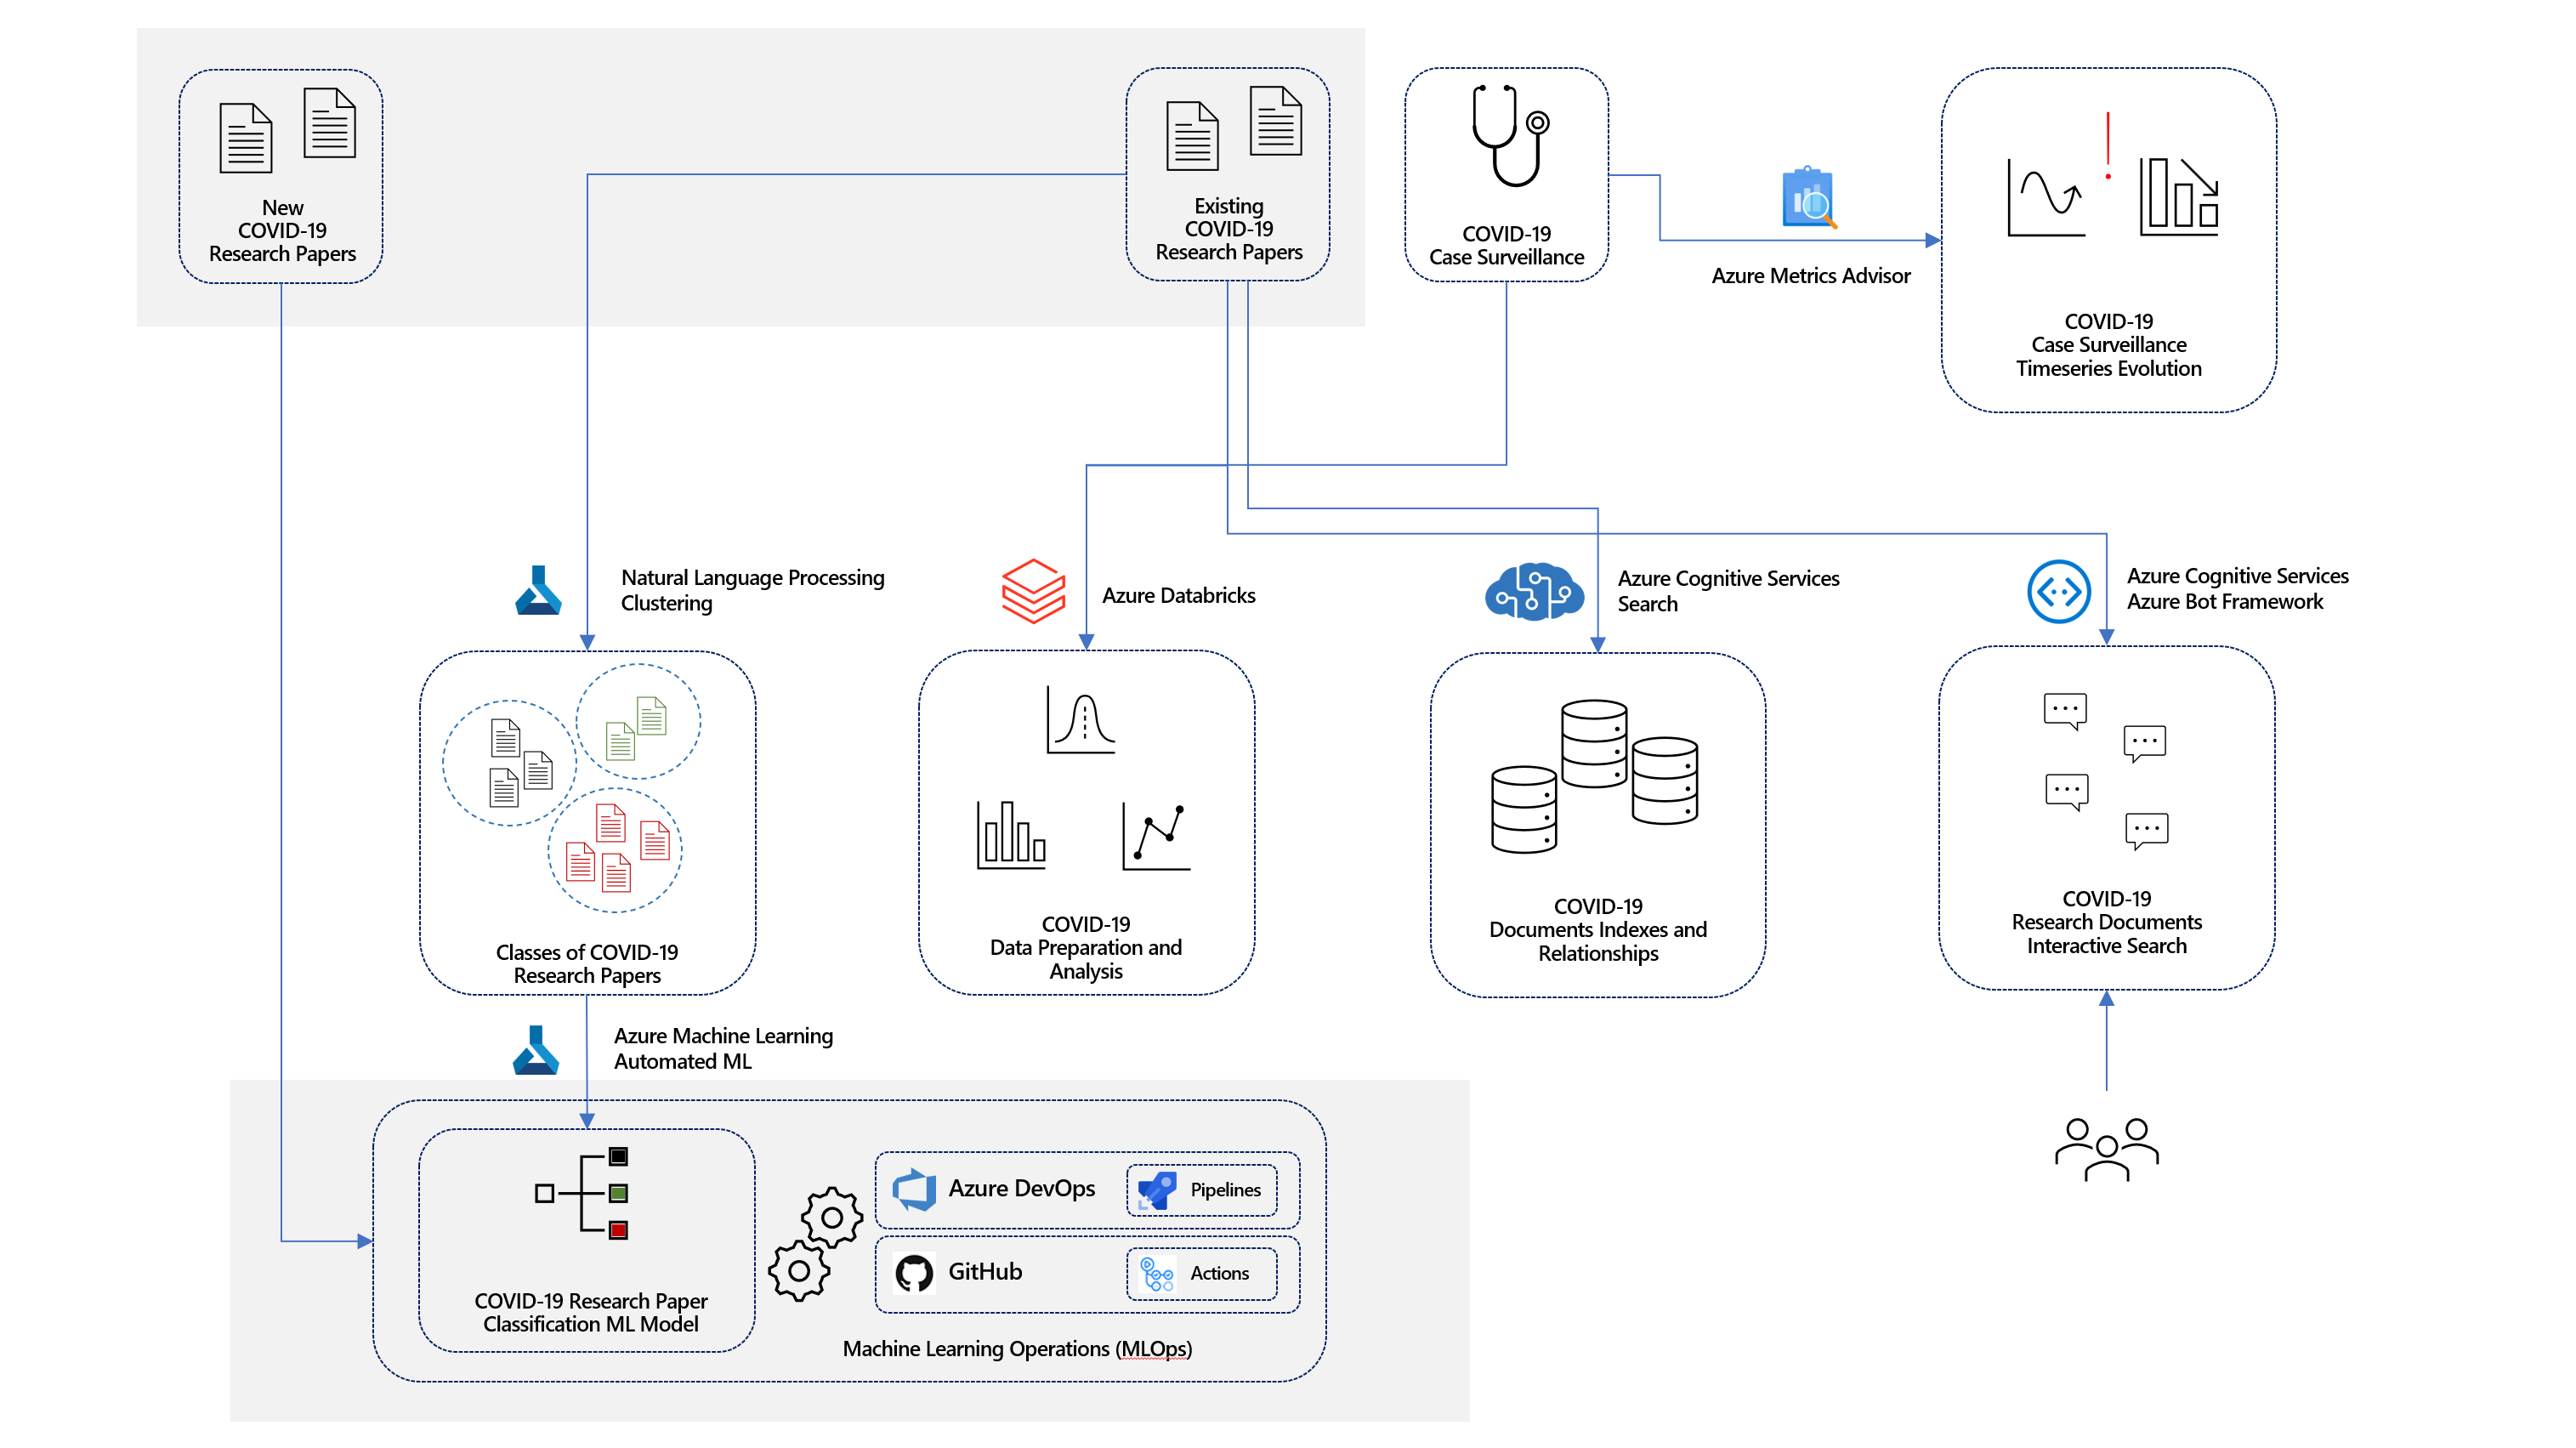 New
COVID-19
Research Papers
Existing
COVID-19
Research Papers
COVID-19
Case Surveillance
Azure Metrics Advisor
COVID-19
Case Surveillance
Timeseries Evolution
Natural Language Processing
Clustering
Azure Databricks
Azure Cognitive Services
Search
Azure Cognitive Services
Azure Bot Framework
Classes of COVID-19
Research Papers
COVID-19
Data Preparation and
Analysis
COVID-19
Documents Indexes and
Relationships
COVID-19
Research Documents
Interactive Search
Azure Machine Learning
Automated ML
COVID-19 Research Paper
Classification ML Model
Azure DevOps
Pipelines
GitHub
Actions
Machine Learning Operations (MLOps)